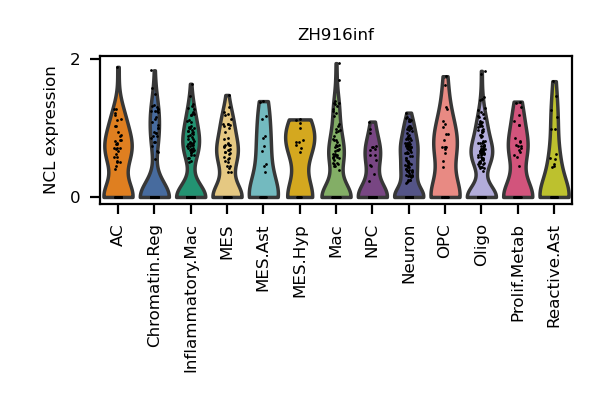 ZH916inf
NCL expression
2
0
AC
Chromatin.Reg
Inflammatory.Mac
MES
MES.Ast
MES.Hyp
Mac
NPC
Neuron
OPC
Oligo
Prolif.Metab
Reactive.Ast